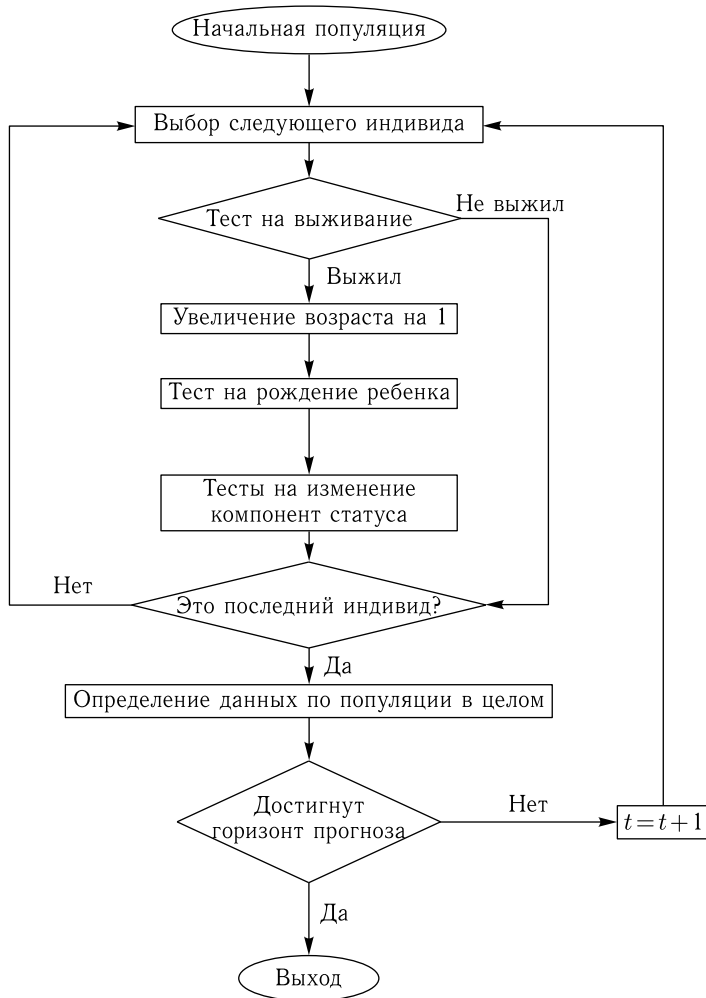 Начальная популяция
Выбор следующего индивида
Тест на выживание
Не выжил
Выжил
Увеличение возраста на 1
Тест на рождение ребенка
Тесты на изменение
компонент статуса
Нет
Это последний индивид?
Да
Определение данных по популяции в целом
Достигнут
горизонт прогноза
Нет
t = t + 1
Да
Выход